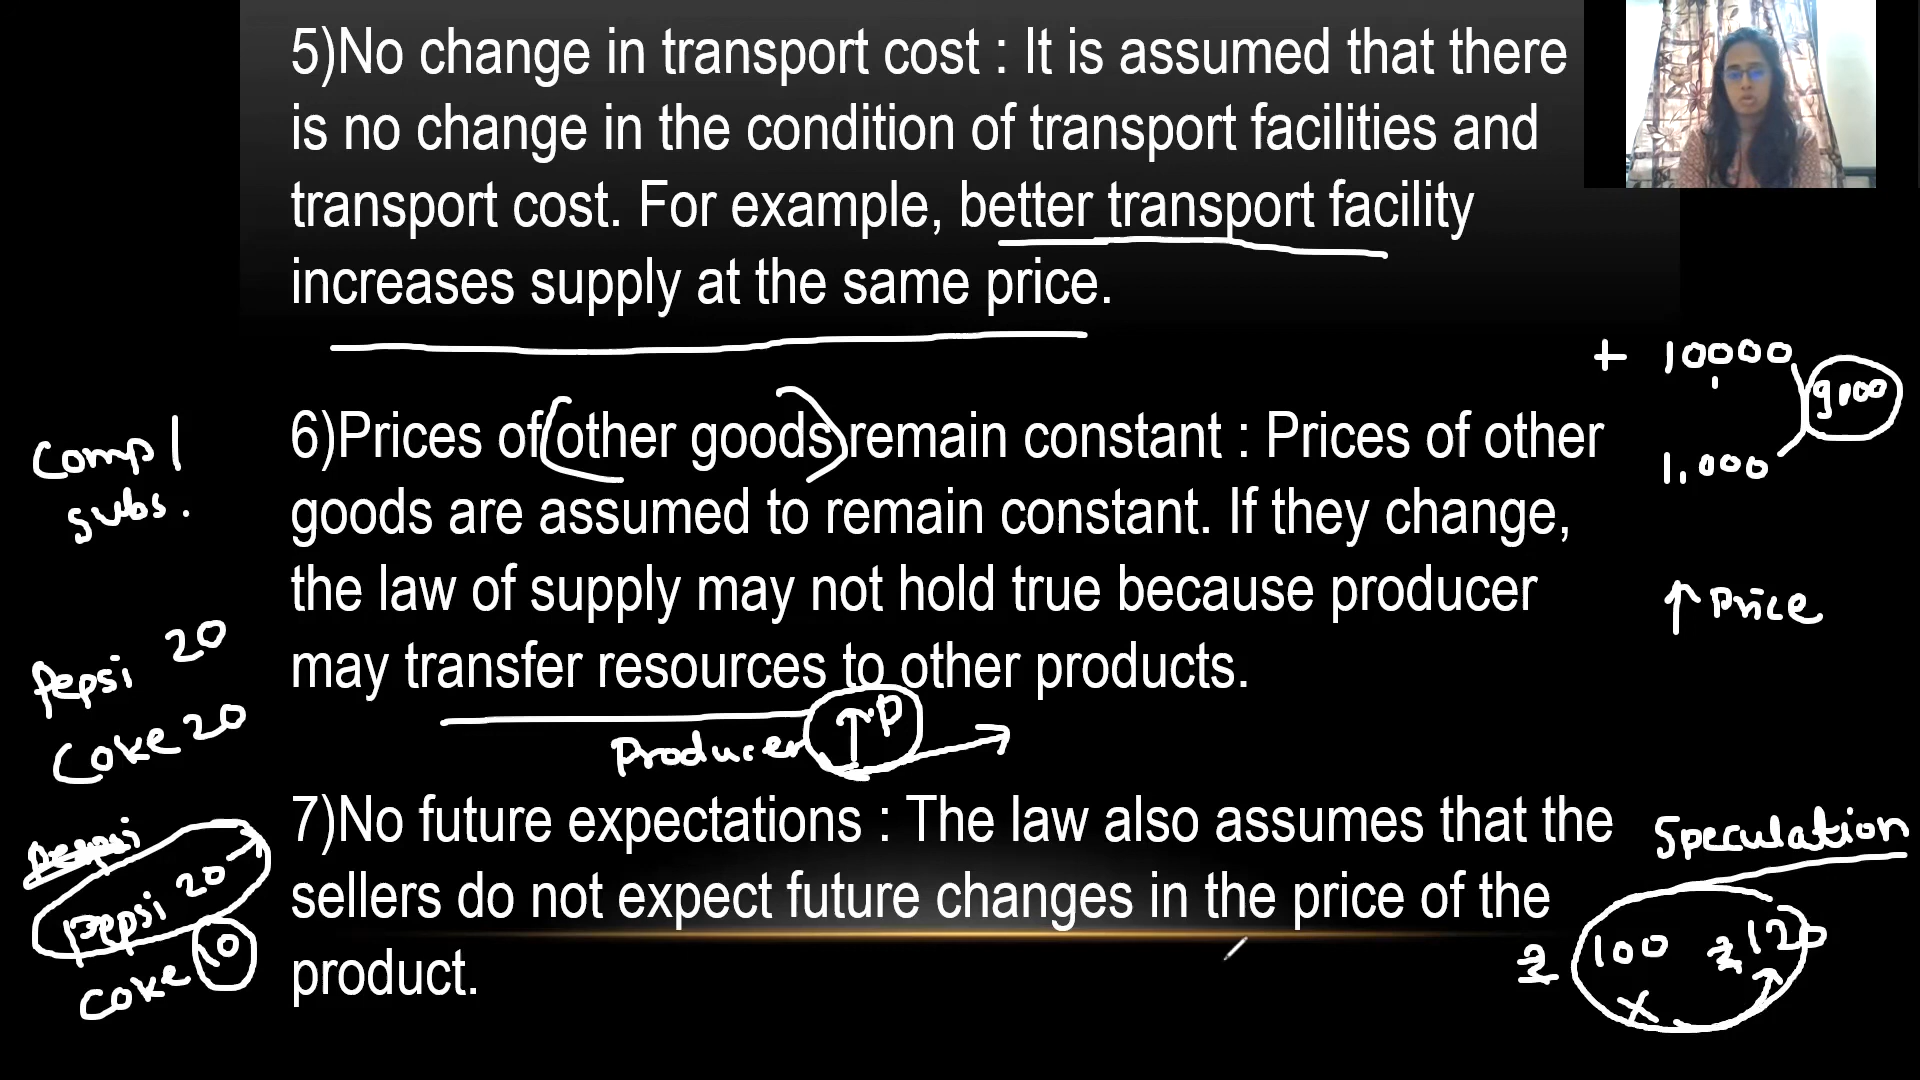 5)No change in transport cost : It is assumed that there
is no change in the condition of transport facilities and
transport cost. For example, better transport facility
increases supply at the same price.
+ 10000
9000
1,000
6)Prices of other goods remain constant : Prices of other
goods are assumed to remain constant. If they change,
the law of supply may not hold true because producer
may transfer resources to other products.
Comp|
subs.
↑ Price
Pepsi 20
Coke 20
Producer ↑P →
7)No future expectations : The law also assumes that the
sellers do not expect future changes in the price of the
product.
Pepsi 20
Coke 10
Speculation
₹ 100 ₹120
x